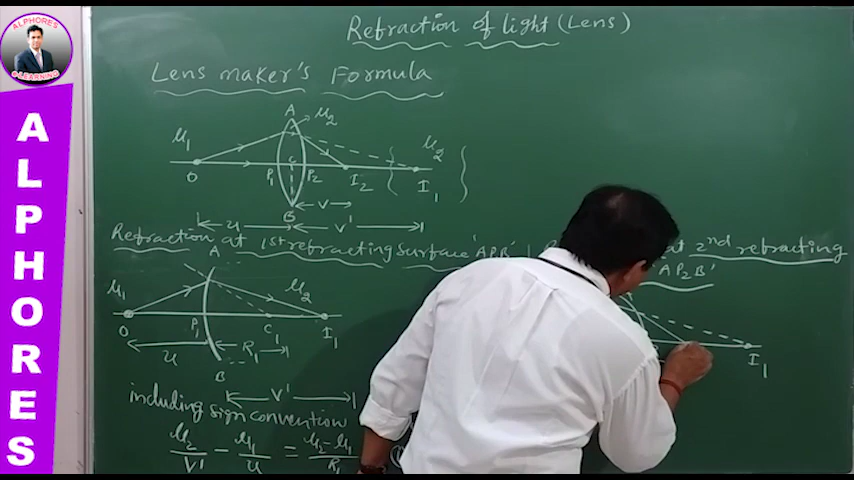 ALPHORES
e-LEARNING
ALPHORES
Refraction of light (Lens)
Lens maker's Formula
A
μ2
μ1
μ2
O
P1
C
P2
I2
I1
B
v
u
v'
Refraction at 1st refracting surface 'AP1B'
at 2nd refracting
AP2B'
A
μ1
μ2
O
P1
C1
I1
u
R1
B
v'
including sign convention
μ2/v' - μ1/u = μ2-μ1/R1
I1